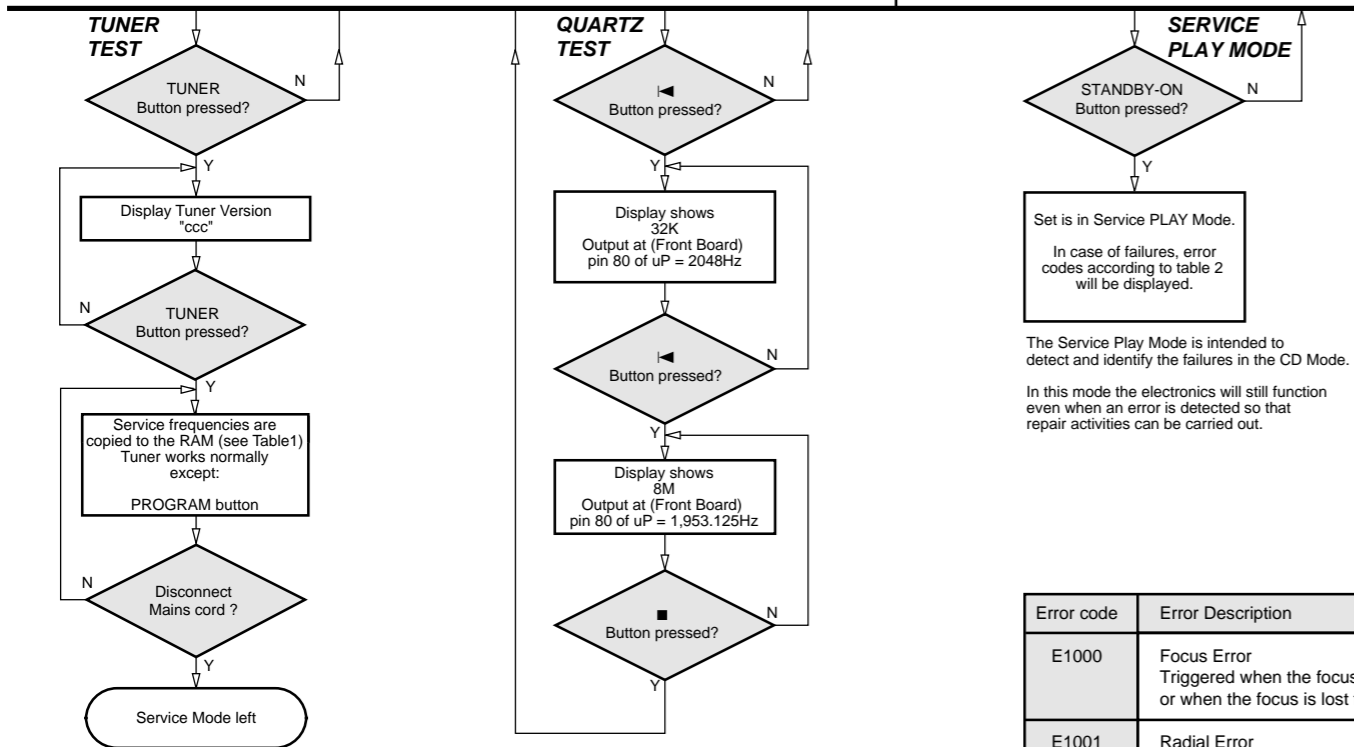 TUNER
TEST
TUNER
Button pressed?
N
Y
Display Tuner Version
"ccc"
N
TUNER
Button pressed?
Y
Service frequencies are
copied to the RAM (see Table1)
Tuner works normally
except:
PROGRAM button
N
Disconnect
Mains cord ?
Y
Service Mode left
QUARTZ
TEST
Button pressed?
N
Y
Display shows
32K
Output at (Front Board)
pin 80 of uP = 2048Hz
Button pressed?
N
Y
Display shows
8M
Output at (Front Board)
pin 80 of uP = 1,953.125Hz
Button pressed?
N
Y
SERVICE
PLAY MODE
STANDBY-ON
Button pressed?
N
Y
Set is in Service PLAY Mode.
In case of failures, error
codes according to table 2
will be displayed.
The Service Play Mode is intended to
detect and identify the failures in the CD Mode.
In this mode the electronics will still function
even when an error is detected so that
repair activities can be carried out.
Error code Error Description
E1000 Focus Error
Triggered when the focus
or when the focus is lost
E1001 Radial Error